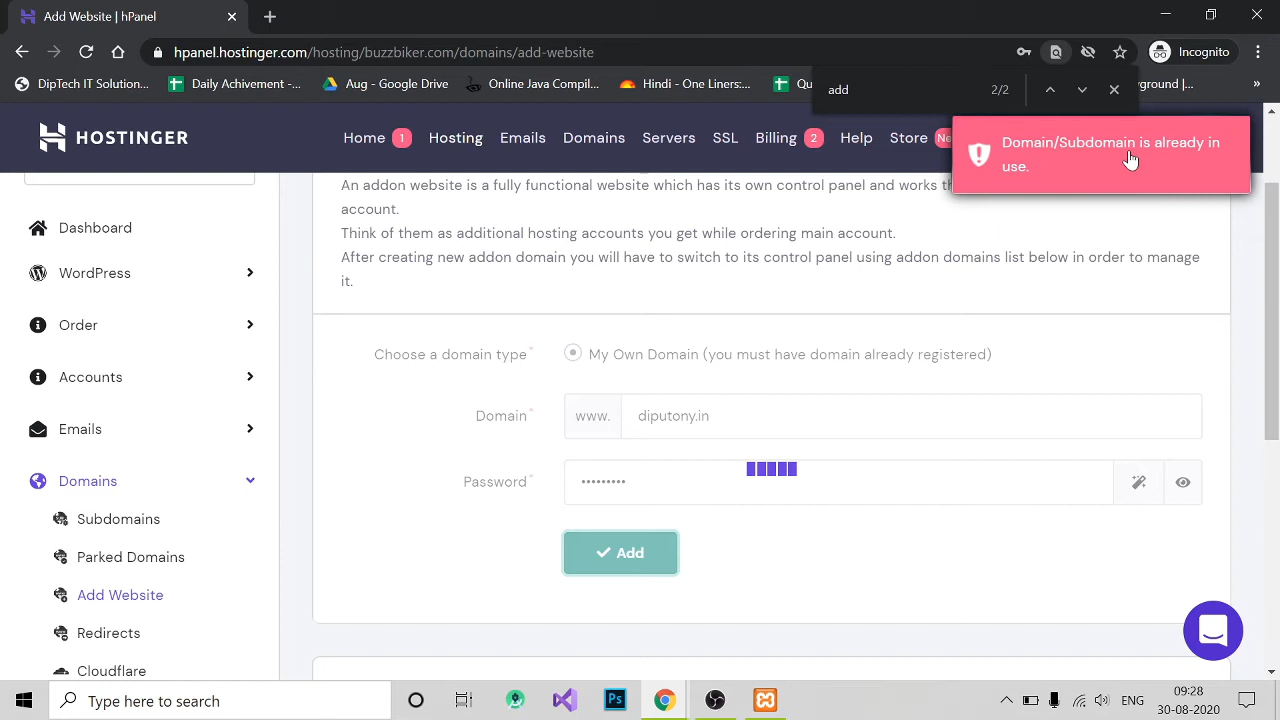 Add Website | hPanel
hpanel.hostinger.com/hosting/buzzbiker.com/domains/add-website
Incognito
DipTech IT Solution...
Daily Achievement...
Aug - Google Drive
Online Java Compil...
Hindi - One Liners:...
Qu
ground |...
»
add
2/2
HOSTINGER
Home 1
Hosting
Emails
Domains
Servers
SSL
Billing 2
Help
Store Ne
Domain/Subdomain is already in
use.
An addon website is a fully functional website which has its own control panel and works th
account.
Think of them as additional hosting accounts you get while ordering main account.
After creating new addon domain you will have to switch to its control panel using addon domains list below in order to manage
it.
Dashboard
WordPress
Order
Accounts
Emails
Domains
Subdomains
Parked Domains
Add Website
Redirects
Cloudflare
Choose a domain type*
My Own Domain (you must have domain already registered)
Domain*
www.
diputony.in
Password*
•••••••••
Add
Type here to search
Ps
ENG
09:28
30-08-2020